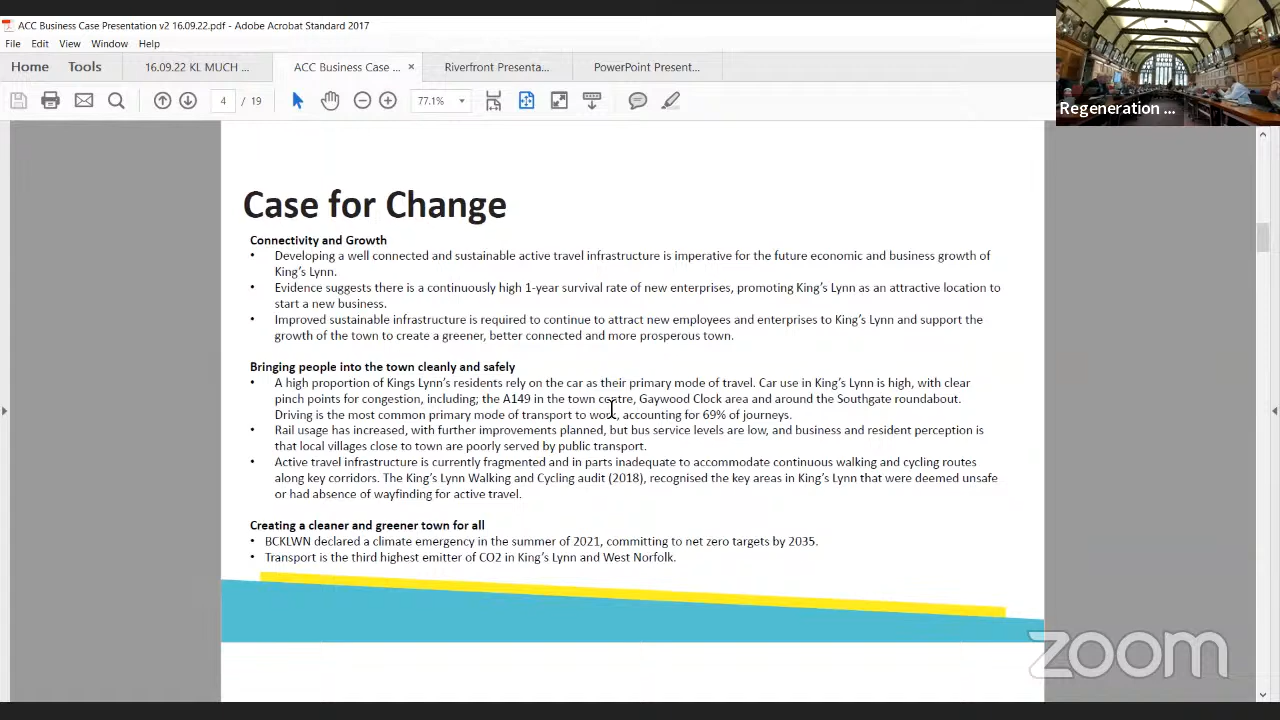 ACC Business Case Presentation v2 16.09.22.pdf - Adobe Acrobat Standard 2017
File Edit View Window Help
Home Tools 16.09.22 KL MUCH ... ACC Business Case ... × RiverFront Presenta... PowerPoint Present...
4 / 19 77.1%
Regeneration ...
Case for Change
Connectivity and Growth
• Developing a well connected and sustainable active travel infrastructure is imperative for the future economic and business growth of
King's Lynn.
• Evidence suggests there is a continuously high 1-year survival rate of new enterprises, promoting King's Lynn as an attractive location to
start a new business.
• Improved sustainable infrastructure is required to continue to attract new employees and enterprises to King's Lynn and support the
growth of the town to create a greener, better connected and more prosperous town.
Bringing people into the town cleanly and safely
• A high proportion of Kings Lynn's residents rely on the car as their primary mode of travel. Car use in King's Lynn is high, with clear
pinch points for congestion, including; the A149 in the town centre, Gaywood Clock area and around the Southgate roundabout.
Driving is the most common primary mode of transport to work, accounting for 69% of journeys.
• Rail usage has increased, with further improvements planned, but bus service levels are low, and business and resident perception is
that local villages close to town are poorly served by public transport.
• Active travel infrastructure is currently fragmented and in parts inadequate to accommodate continuous walking and cycling routes
along key corridors. The King's Lynn Walking and Cycling audit (2018), recognised the key areas in King's Lynn that were deemed unsafe
or had absence of wayfinding for active travel.
Creating a cleaner and greener town for all
• BCKLWN declared a climate emergency in the summer of 2021, committing to net zero targets by 2035.
• Transport is the third highest emitter of CO2 in King's Lynn and West Norfolk.
zoom